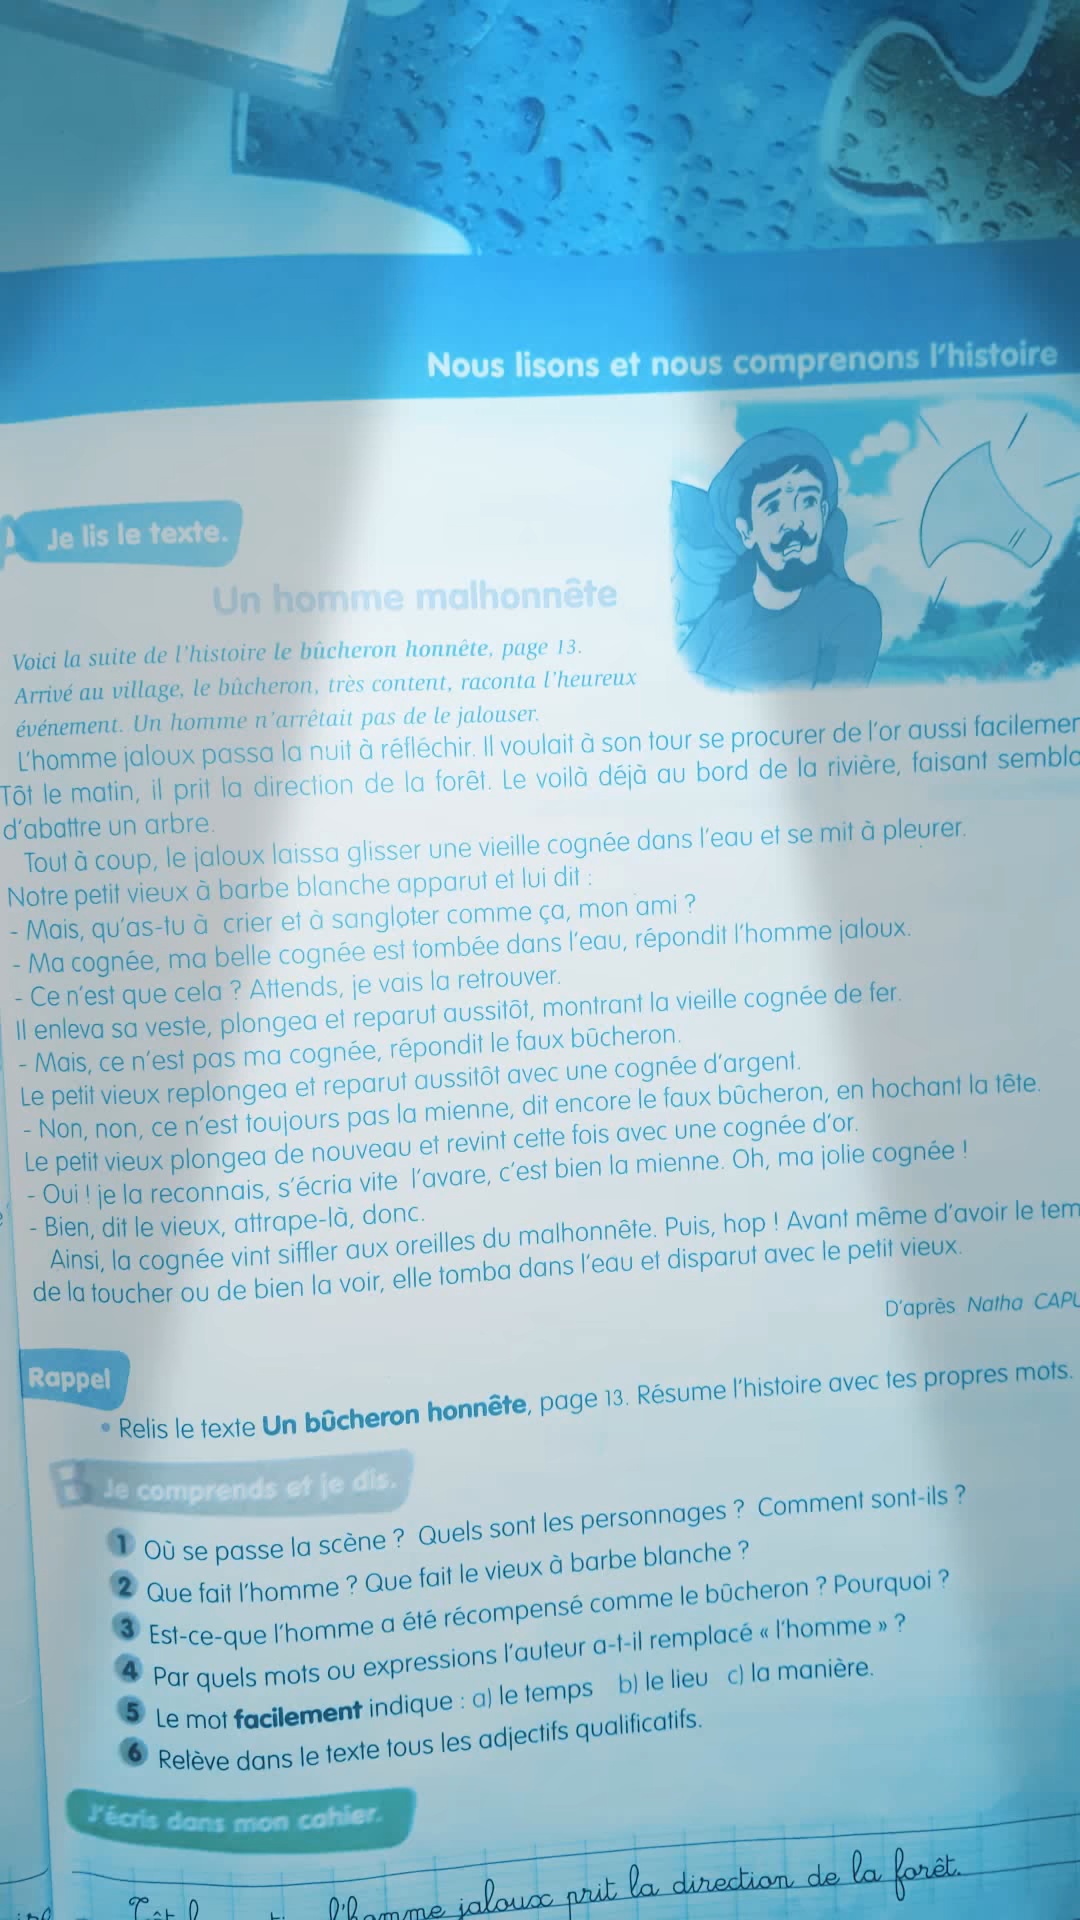 Nous lisons et nous comprenons l'histoire
A Je lis le texte.
Un homme malhonnête
Voici la suite de l'histoire le bûcheron honnête, page 13.
Arrivé au village, le bûcheron, très content, raconta l'heureux
événement. Un homme n'arrêtait pas de le jalouser.
L'homme jaloux passa la nuit à réfléchir. Il voulait à son tour se procurer de l'or aussi facilemen
Tôt le matin, il prit la direction de la forêt. Le voilà déjà au bord de la rivière, faisant sembla
d'abattre un arbre.
Tout à coup, le jaloux laissa glisser une vieille cognée dans l'eau et se mit à pleurer.
Notre petit vieux à barbe blanche apparut et lui dit :
- Mais, qu'as-tu à crier et à sangloter comme ça, mon ami ?
- Ma cognée, ma belle cognée est tombée dans l'eau, répondit l'homme jaloux.
- Ce n'est que cela ? Attends, je vais la retrouver.
Il enleva sa veste, plongea et reparut aussitôt, montrant la vieille cognée de fer.
- Mais, ce n'est pas ma cognée, répondit le faux bûcheron.
Le petit vieux replongea et reparut aussitôt avec une cognée d'argent.
- Non, non, ce n'est toujours pas la mienne, dit encore le faux bûcheron, en hochant la tête.
Le petit vieux plongea de nouveau et revint cette fois avec une cognée d'or.
- Oui ! je la reconnais, s'écria vite l'avare, c'est bien la mienne. Oh, ma jolie cognée !
- Bien, dit le vieux, attrape-là, donc.
Ainsi, la cognée vint siffler aux oreilles du malhonnête. Puis, hop ! Avant même d'avoir le tem
de la toucher ou de bien la voir, elle tomba dans l'eau et disparut avec le petit vieux.
D'après Natha CAPU
Rappel
• Relis le texte Un bûcheron honnête, page 13. Résume l'histoire avec tes propres mots.
B Je comprends et je dis.
1 Où se passe la scène ? Quels sont les personnages ? Comment sont-ils ?
2 Que fait l'homme ? Que fait le vieux à barbe blanche ?
3 Est-ce-que l'homme a été récompensé comme le bûcheron ? Pourquoi ?
4 Par quels mots ou expressions l'auteur a-t-il remplacé « l'homme » ?
5 Le mot facilement indique : a) le temps b) le lieu c) la manière.
6 Relève dans le texte tous les adjectifs qualificatifs.
J'écris dans mon cahier.
l'homme jaloux prit la direction de la forêt.